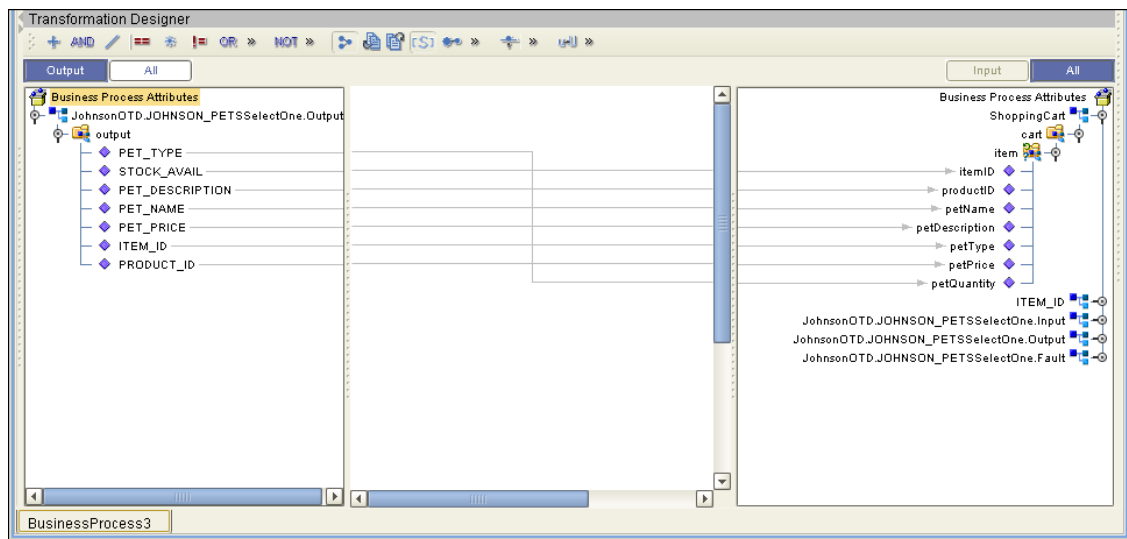 Transformation Designer
AND == != OR » NOT » [S] » » »
Output All Input All
Business Process Attributes
JohnsonOTD.JOHNSON_PETSSelectOne.Output
output
PET_TYPE
STOCK_AVAIL
PET_DESCRIPTION
PET_NAME
PET_PRICE
ITEM_ID
PRODUCT_ID
Business Process Attributes
ShoppingCart
cart
item
itemID
productID
petName
petDescription
petType
petPrice
petQuantity
ITEM_ID
JohnsonOTD.JOHNSON_PETSSelectOne.Input
JohnsonOTD.JOHNSON_PETSSelectOne.Output
JohnsonOTD.JOHNSON_PETSSelectOne.Fault
BusinessProcess3